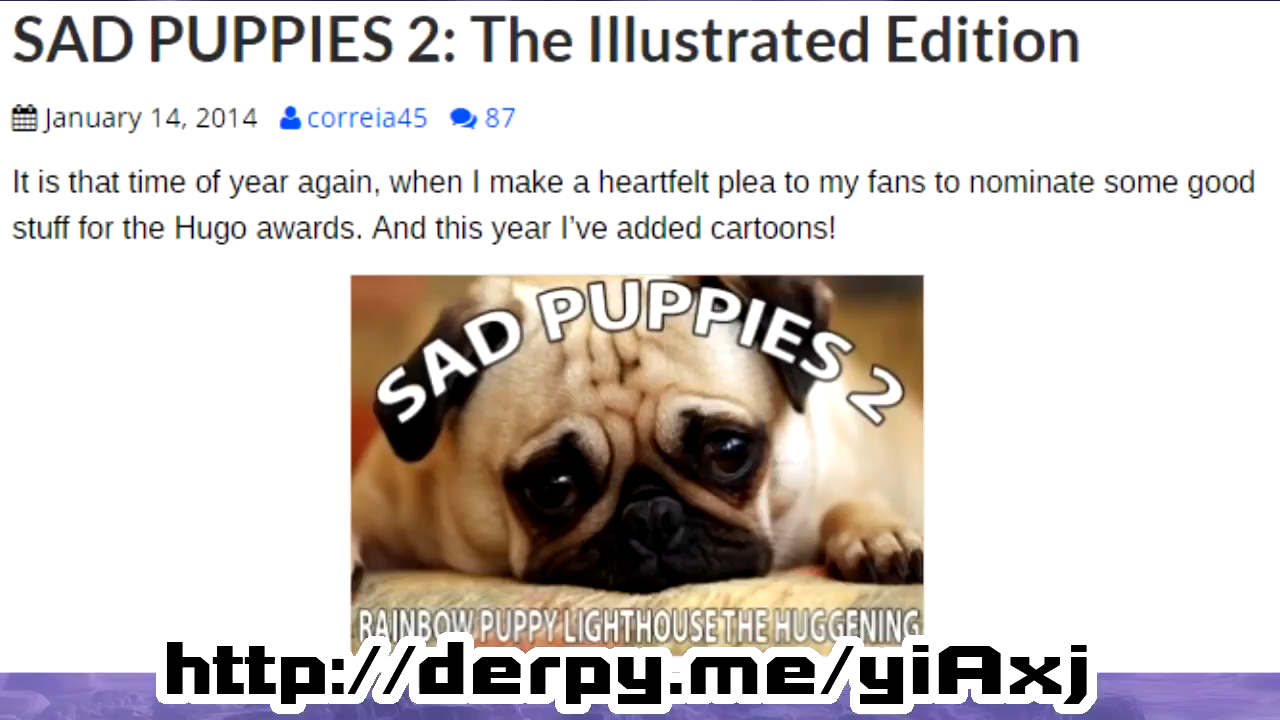 SAD PUPPIES 2: The Illustrated Edition
January 14, 2014 correia45 87
It is that time of year again, when I make a heartfelt plea to my fans to nominate some good
stuff for the Hugo awards. And this year I've added cartoons!
SAD PUPPIES 2
RAINBOW PUPPY LIGHTHOUSE THE HUGGENING
http://derpy.me/yiAxj